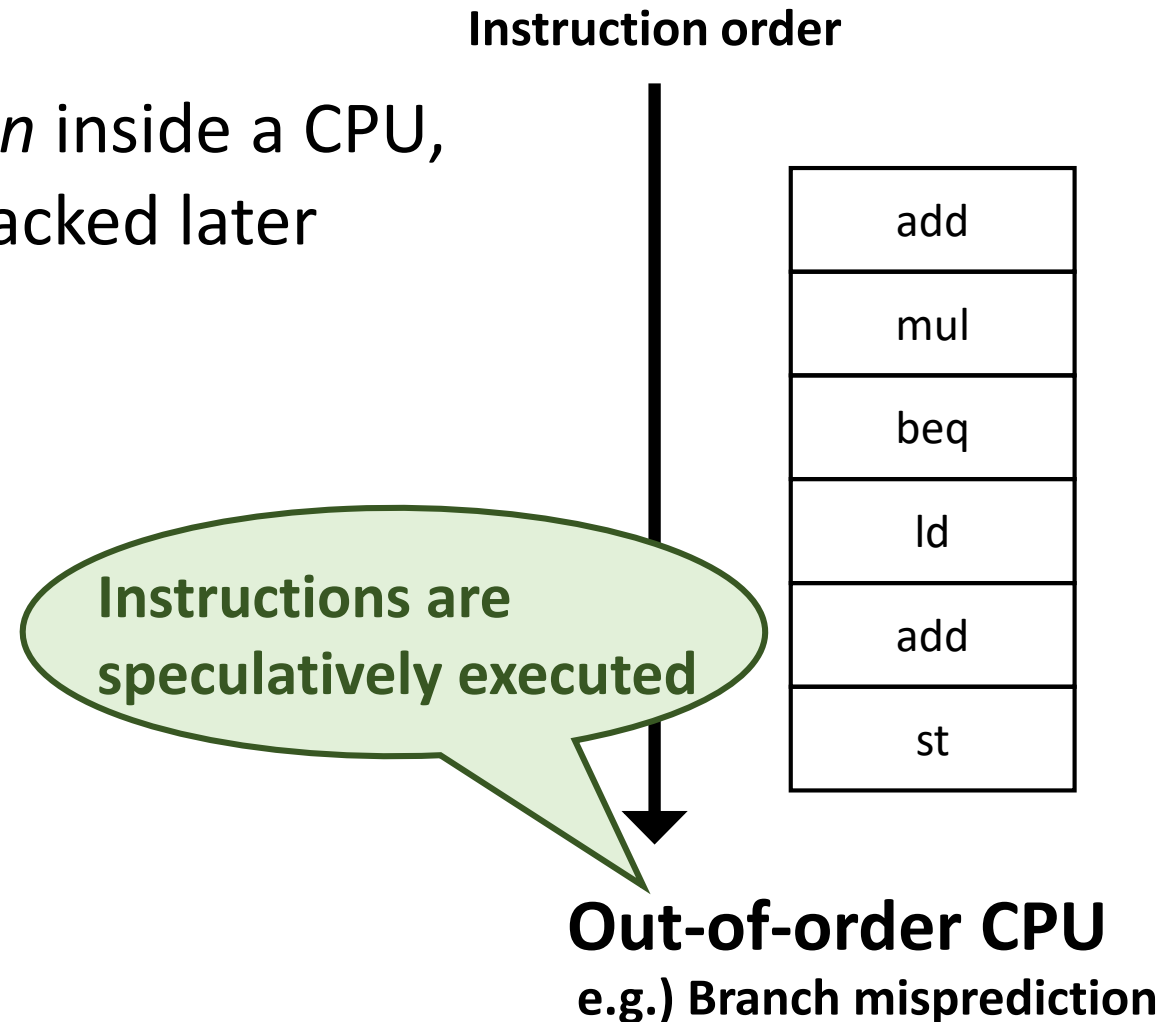 Instruction order
n inside a CPU,
acked later
add
mul
beq
ld
add
st
Instructions are
speculatively executed
Out-of-order CPU
e.g.) Branch misprediction